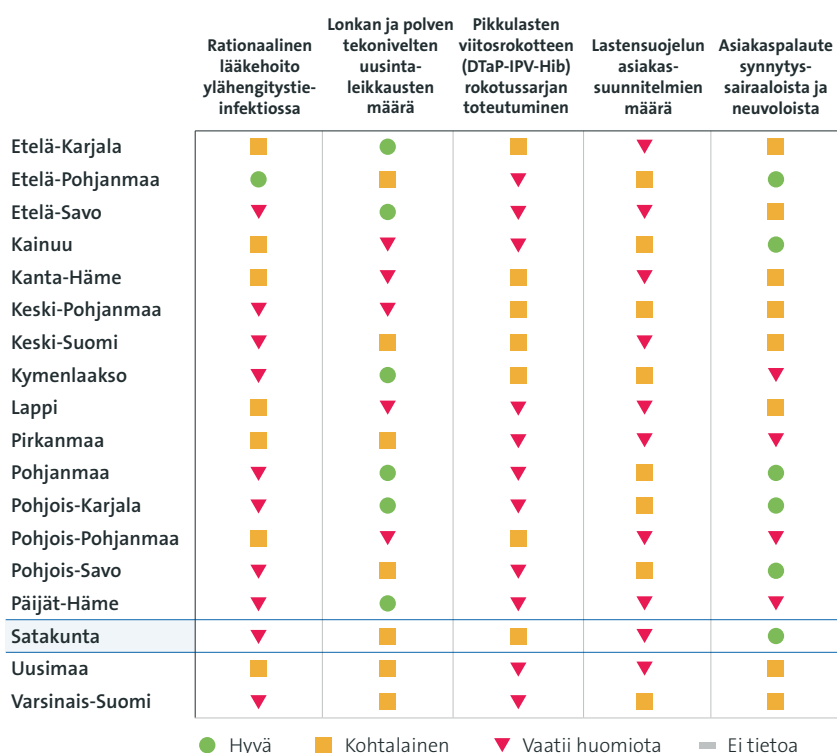 Rationaalinen
lääkehoito
ylähengitystie-
infektiossa
Lonkan ja polven
tekonivelten
uusinta-
leikkausten
määrä
Pikkulasten
viitosrokotteen
(DTaP-IPV-Hib)
rokotussarjan
toteutuminen
Lastensuojelun
asiakas-
suunnitelmien
määrä
Asiakaspalaute
synnytys-
sairaaloista ja
neuvoloista
Etelä-Karjala
Etelä-Pohjanmaa
Etelä-Savo
Kainuu
Kanta-Häme
Keski-Pohjanmaa
Keski-Suomi
Kymenlaakso
Lappi
Pirkanmaa
Pohjanmaa
Pohjois-Karjala
Pohjois-Pohjanmaa
Pohjois-Savo
Päijät-Häme
Satakunta
Uusimaa
Varsinais-Suomi
Hyvä Kohtalainen Vaatii huomiota Ei tietoa